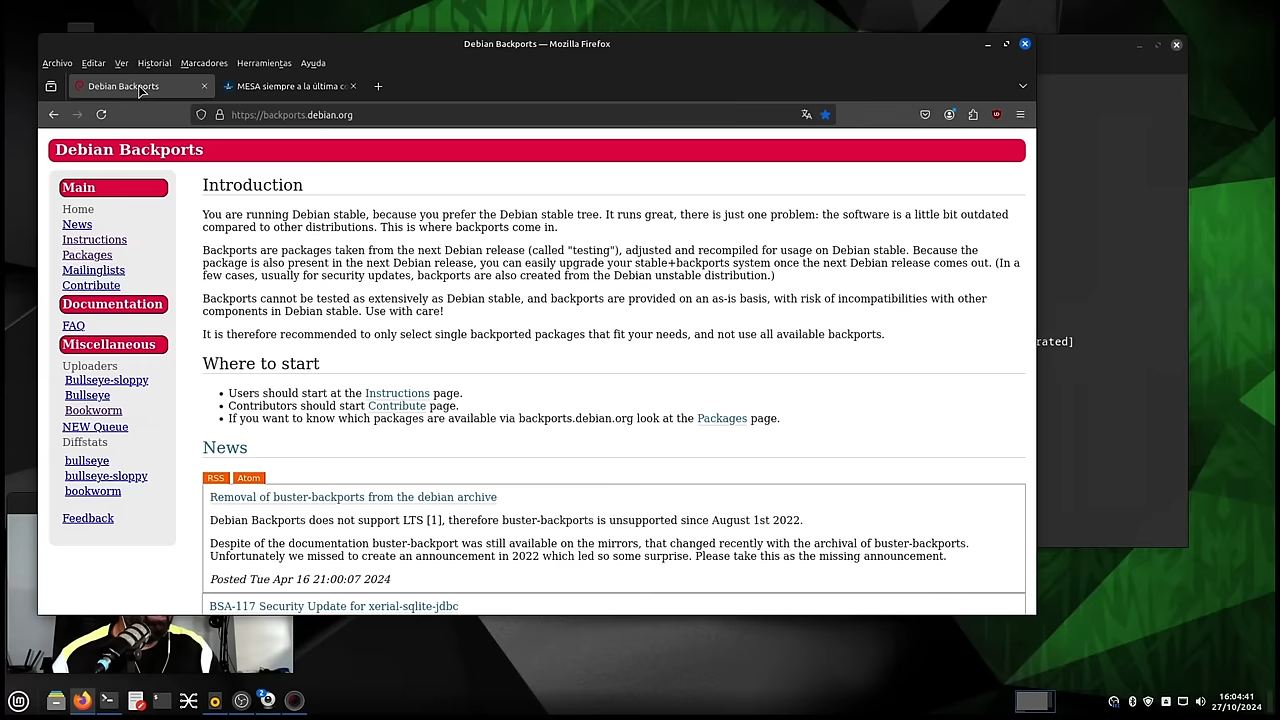 Debian Backports — Mozilla Firefox
Archivo Editar Ver Historial Marcadores Herramientas Ayuda
Debian Backports
MESA siempre a la última
https://backports.debian.org
Debian Backports
Main
Home
News
Instructions
Packages
Mailinglists
Contribute
Documentation
FAQ
Miscellaneous
Uploaders
Bullseye-sloppy
Bullseye
Bookworm
NEW Queue
Diffstats
bullseye
bullseye-sloppy
bookworm
Feedback
Introduction
You are running Debian stable, because you prefer the Debian stable tree. It runs great, there is just one problem: the software is a little bit outdated
compared to other distributions. This is where backports come in.
Backports are packages taken from the next Debian release (called "testing"), adjusted and recompiled for usage on Debian stable. Because the
package is also present in the next Debian release, you can easily upgrade your stable+backports system once the next Debian release comes out. (In a
few cases, usually for security updates, backports are also created from the Debian unstable distribution.)
Backports cannot be tested as extensively as Debian stable, and backports are provided on an as-is basis, with risk of incompatibilities with other
components in Debian stable. Use with care!
It is therefore recommended to only select single backported packages that fit your needs, and not use all available backports.
Where to start
• Users should start at the Instructions page.
• Contributors should start Contribute page.
• If you want to know which packages are available via backports.debian.org look at the Packages page.
News
RSS Atom
Removal of buster-backports from the debian archive
Debian Backports does not support LTS [1], therefore buster-backports is unsupported since August 1st 2022.
Despite of the documentation buster-backport was still available on the mirrors, that changed recently with the archival of buster-backports.
Unfortunately we missed to create an announcement in 2022 which led so some surprise. Please take this as the missing announcement.
Posted Tue Apr 16 21:00:07 2024
BSA-117 Security Update for xerial-sqlite-jdbc
rated]
2
16:04:41
27/10/2024